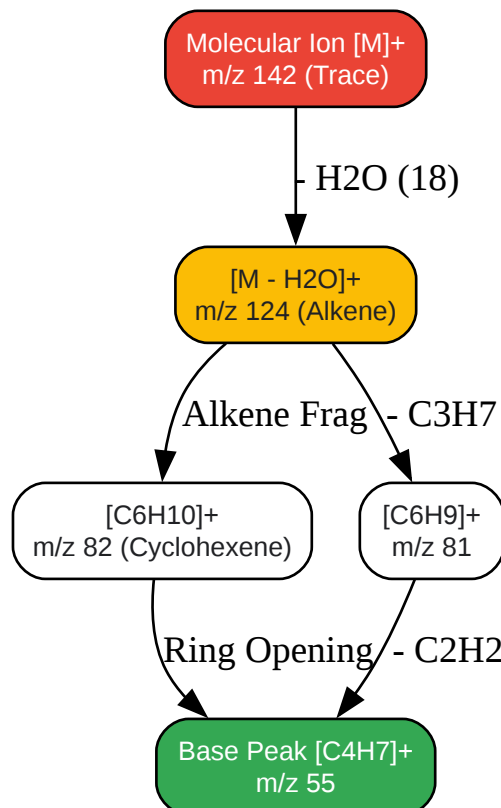 Molecular Ion [M]+
m/z 142 (Trace)
- H2O (18)
[M - H2O]+
m/z 124 (Alkene)
Alkene Frag
- C3H7
[C6H10]+
m/z 82 (Cyclohexene)
[C6H9]+
m/z 81
Ring Opening
- C2H2
Base Peak [C4H7]+
m/z 55